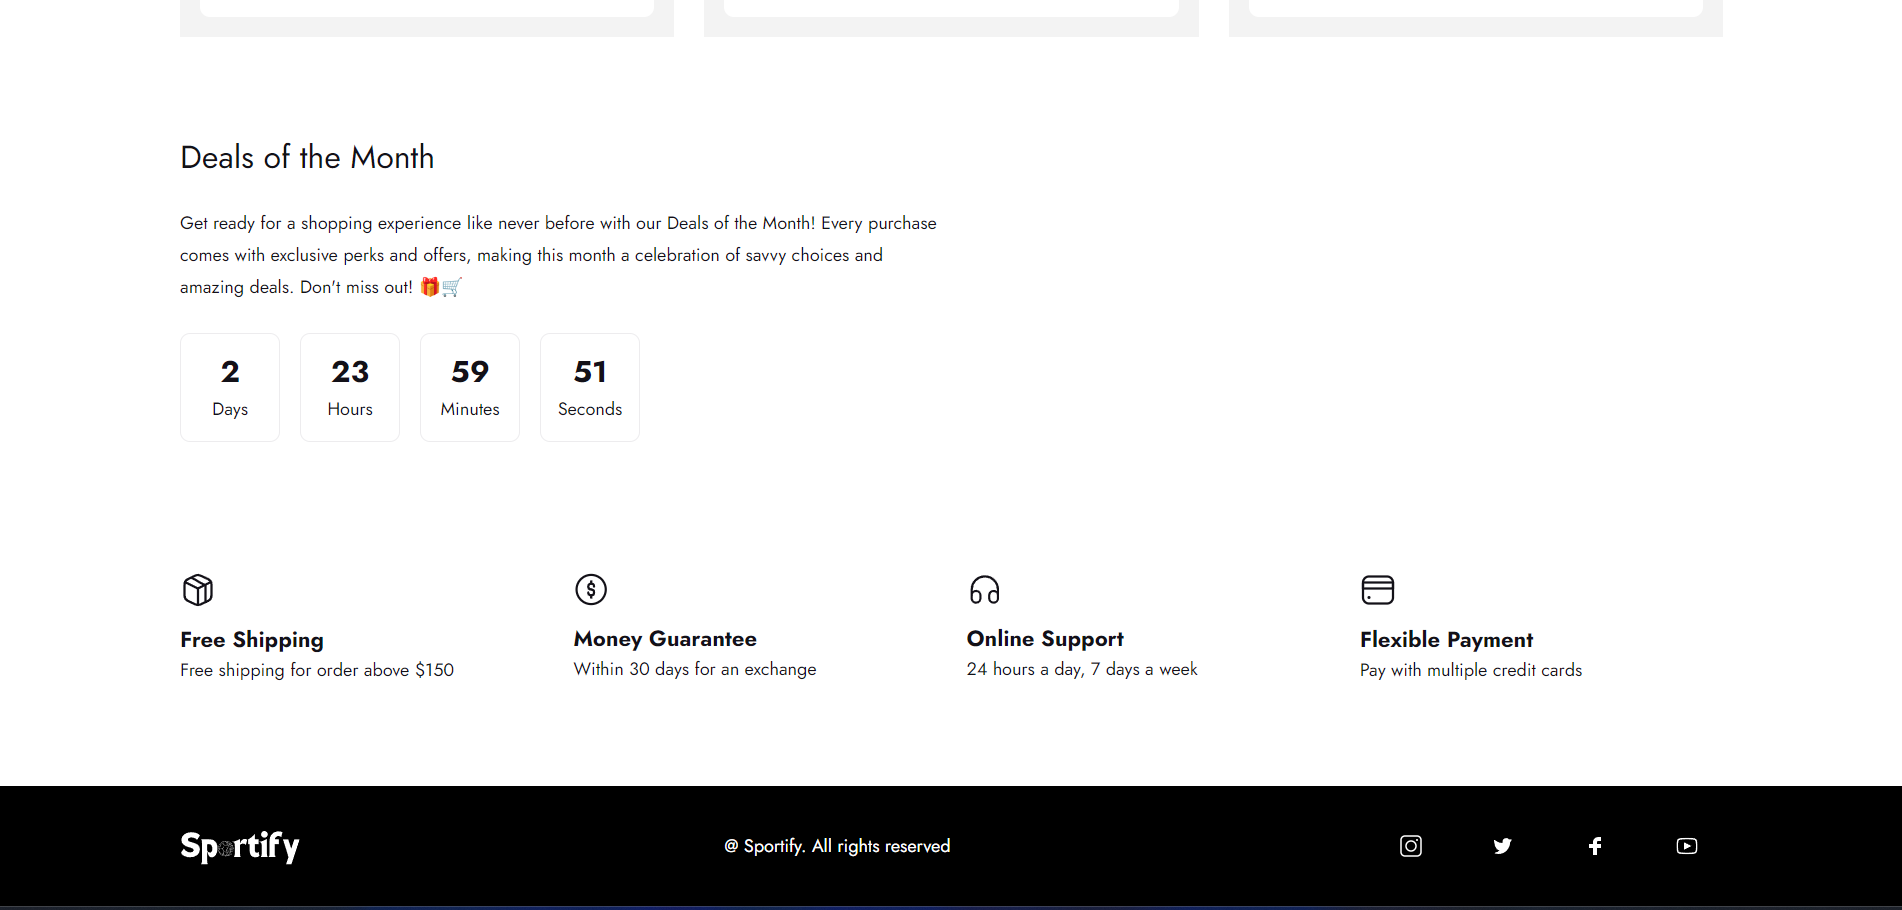 Deals of the Month
Get ready for a shopping experience like never before with our Deals of the Month! Every purchase
comes with exclusive perks and offers, making this month a celebration of savvy choices and
amazing deals. Don't miss out! 🎁🛒
2 23 59 51
Days Hours Minutes Seconds
Free Shipping
Free shipping for order above $150
Money Guarantee
Within 30 days for an exchange
Online Support
24 hours a day, 7 days a week
Flexible Payment
Pay with multiple credit cards
Sportify
@ Sportify. All rights reserved